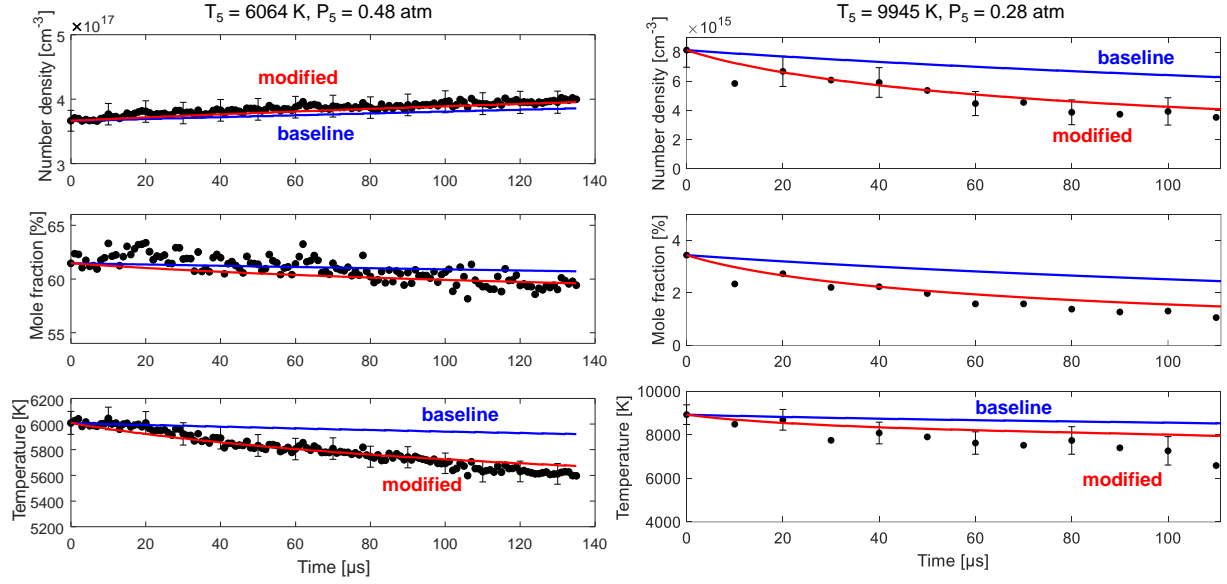 T5 = 6064 K, P5 = 0.48 atm
×10^17
Number density [cm-3]
5
4
3
modified
baseline
0 20 40 60 80 100 120 140
Mole fraction [%]
65
60
55
0 20 40 60 80 100 120 140
Temperature [K]
6200
6000
5800
5600
5400
5200
baseline
modified
0 20 40 60 80 100 120 140
Time [µs]
T5 = 9945 K, P5 = 0.28 atm
×10^15
Number density [cm-3]
8
6
4
2
0
baseline
modified
0 20 40 60 80 100
Mole fraction [%]
4
2
0
0 20 40 60 80 100
Temperature [K]
10000
8000
6000
4000
baseline
modified
0 20 40 60 80 100
Time [µs]